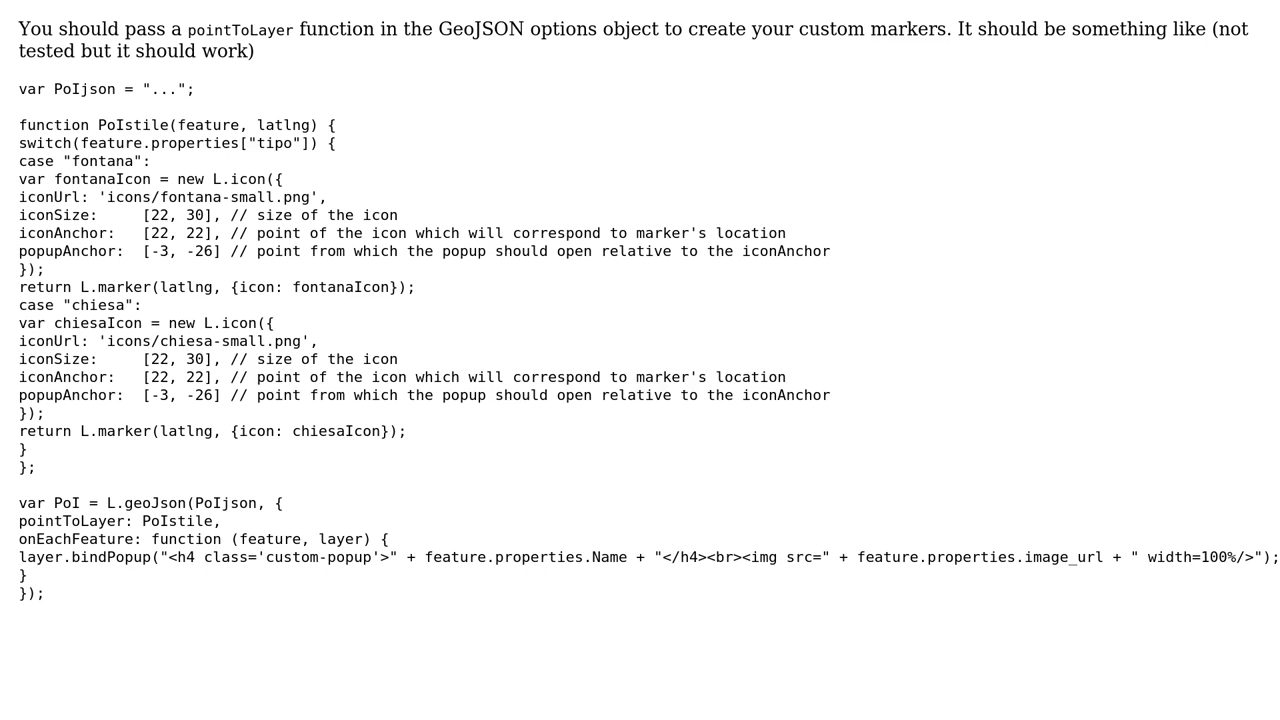 You should pass a pointToLayer function in the GeoJSON options object to create your custom markers. It should be something like (not
tested but it should work)
var PoIjson = "...";
function PoIstile(feature, latlng) {
switch(feature.properties["tipo"]) {
case "fontana":
var fontanaIcon = new L.icon({
iconUrl: 'icons/fontana-small.png',
iconSize:     [22, 30], // size of the icon
iconAnchor:   [22, 22], // point of the icon which will correspond to marker's location
popupAnchor:  [-3, -26] // point from which the popup should open relative to the iconAnchor
});
return L.marker(latlng, {icon: fontanaIcon});
case "chiesa":
var chiesaIcon = new L.icon({
iconUrl: 'icons/chiesa-small.png',
iconSize:     [22, 30], // size of the icon
iconAnchor:   [22, 22], // point of the icon which will correspond to marker's location
popupAnchor:  [-3, -26] // point from which the popup should open relative to the iconAnchor
});
return L.marker(latlng, {icon: chiesaIcon});
}
};
var PoI = L.geoJson(PoIjson, {
pointToLayer: PoIstile,
onEachFeature: function (feature, layer) {
layer.bindPopup("<h4 class='custom-popup'>" + feature.properties.Name + "</h4><br><img src=" + feature.properties.image_url + " width=100%/>");
}
});